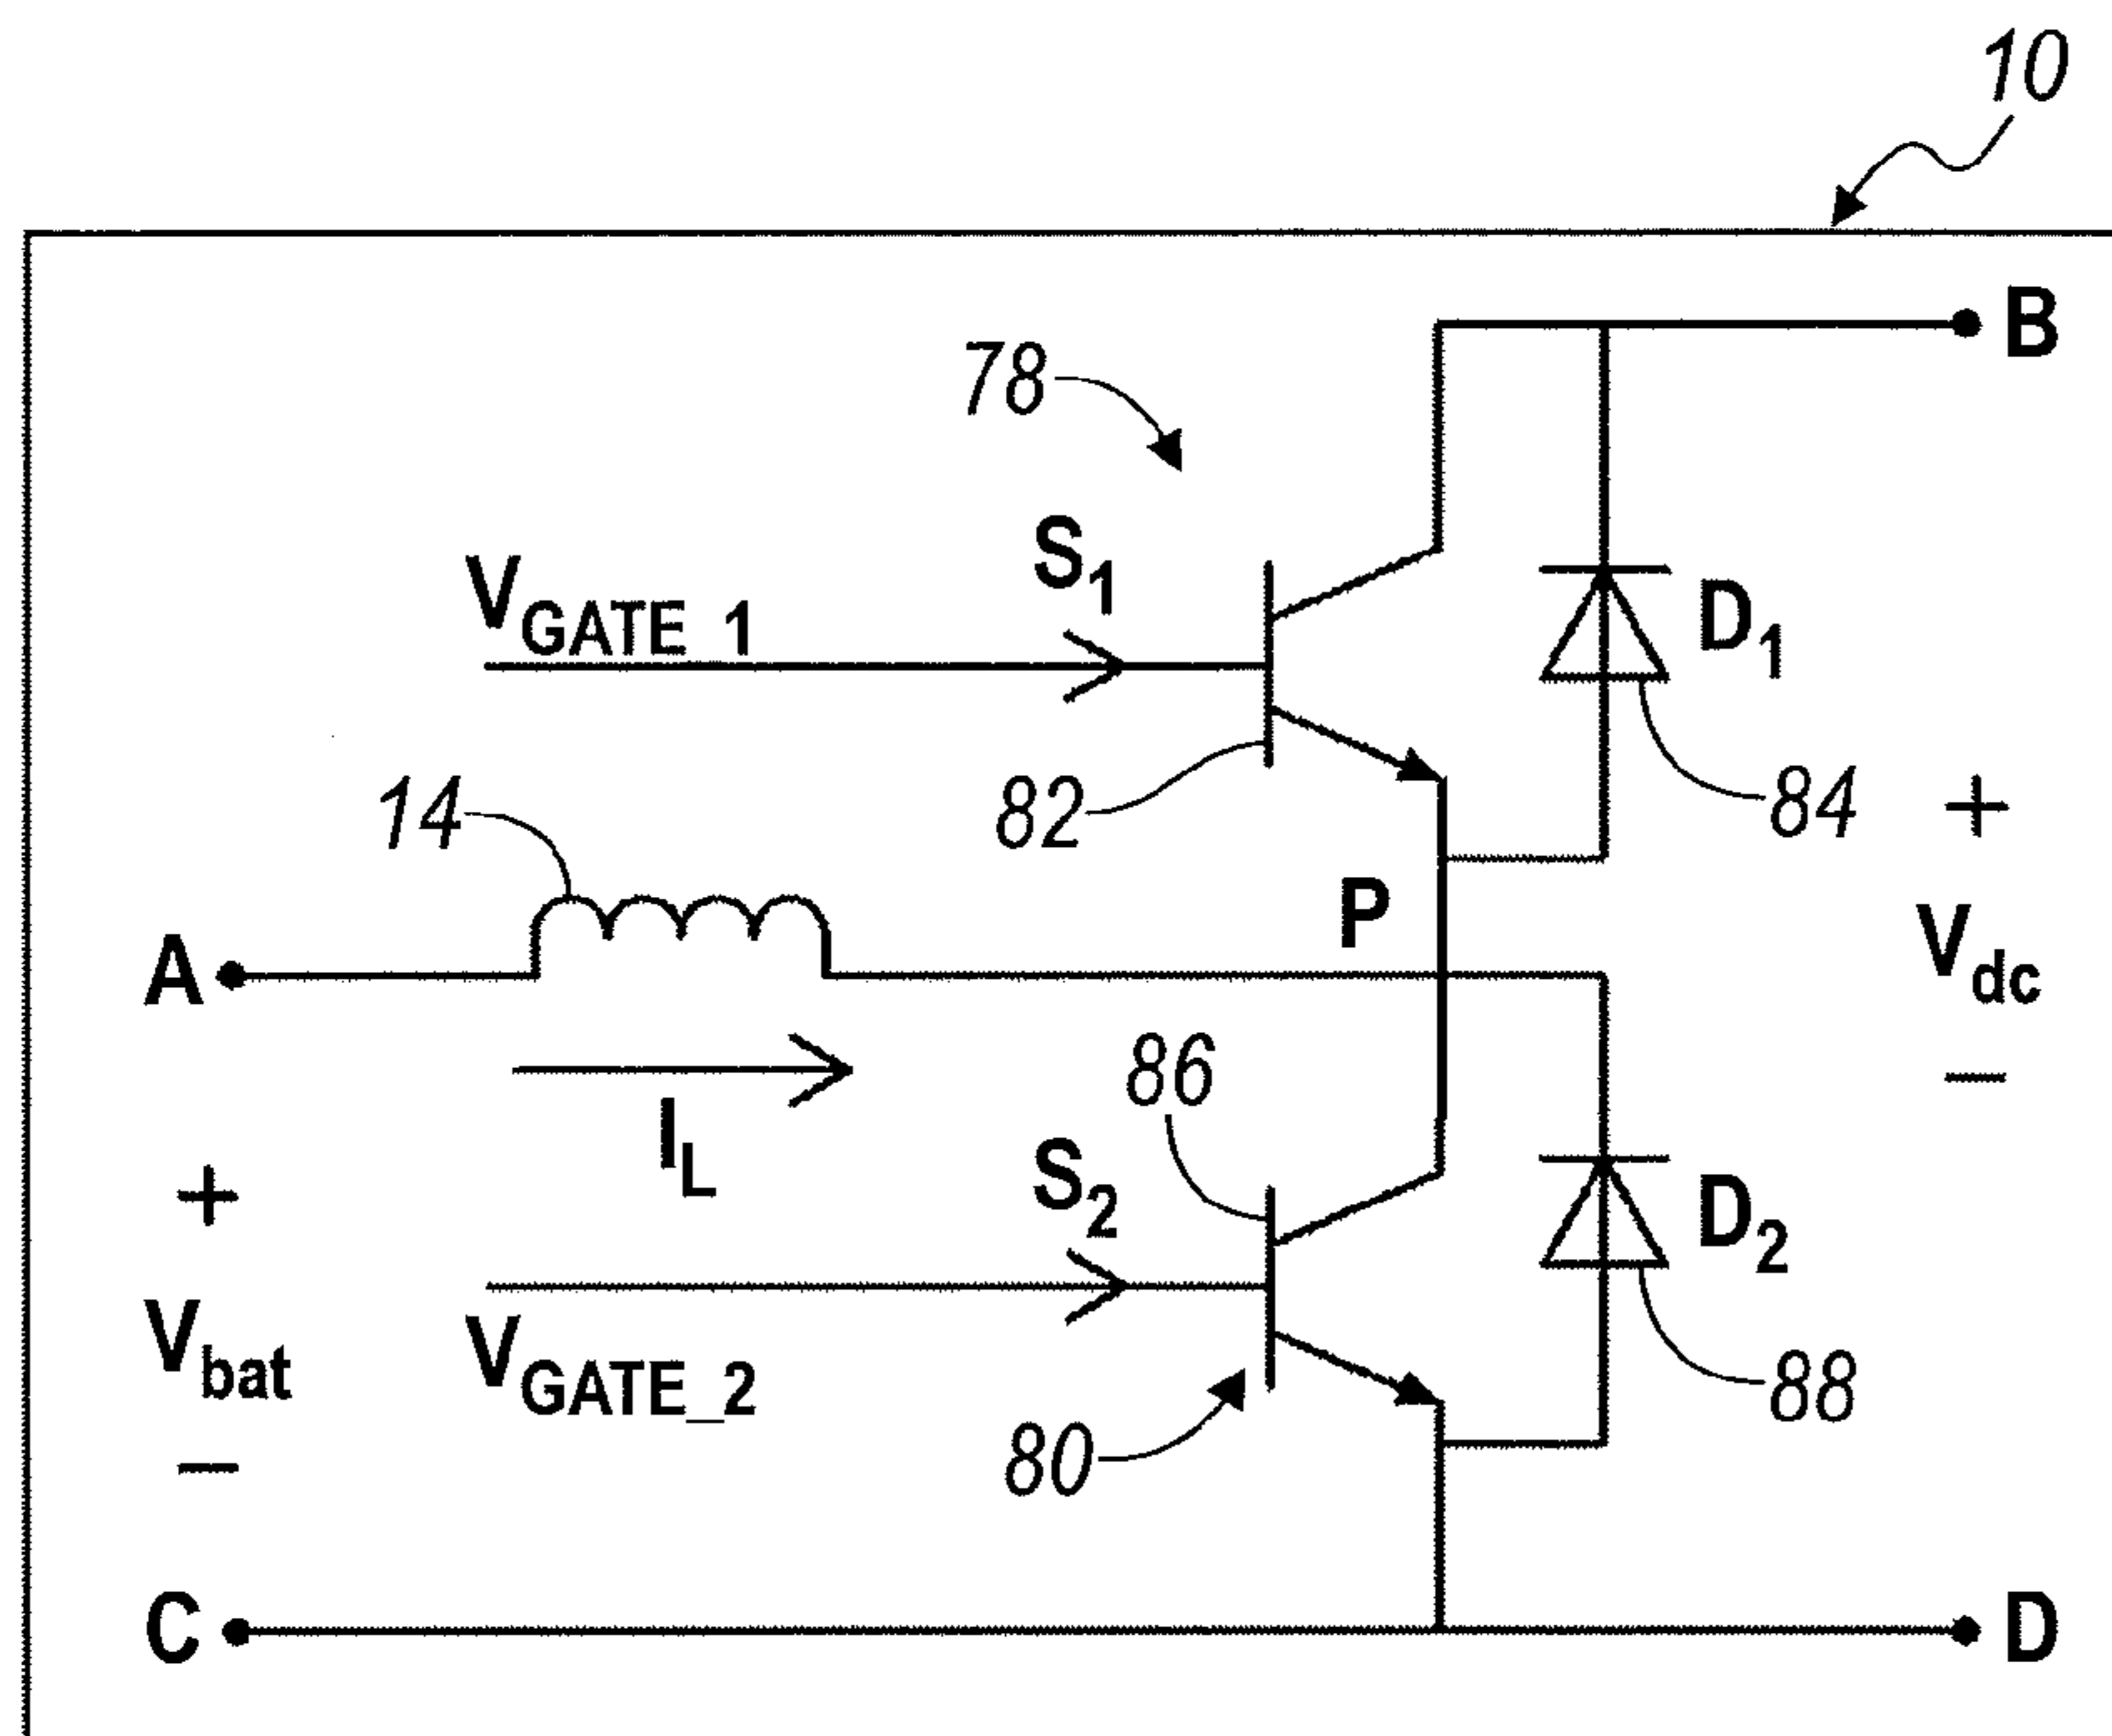 10
B
78
S1
VGATE_1
D1
14
82
84
+
P
A
Vdc
86
−
IL
S2
+
D2
Vbat
VGATE_2
88
−
80
C
D